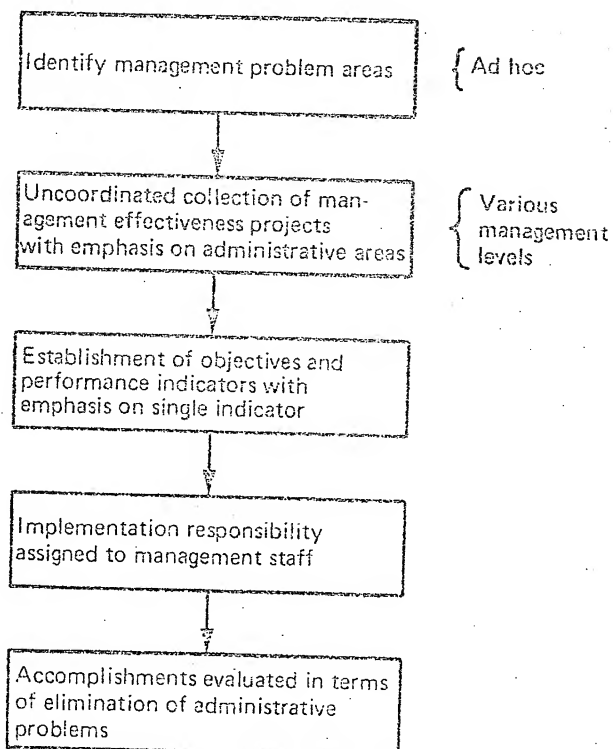 Identify management problem areas
{ Ad hoc
Uncoordinated collection of man-
agement effectiveness projects
with emphasis on administrative areas
{ Various
management
levels
Establishment of objectives and
performance indicators with
emphasis on single indicator
Implementation responsibility
assigned to management staff
Accomplishments evaluated in terms
of elimination of administrative
problems